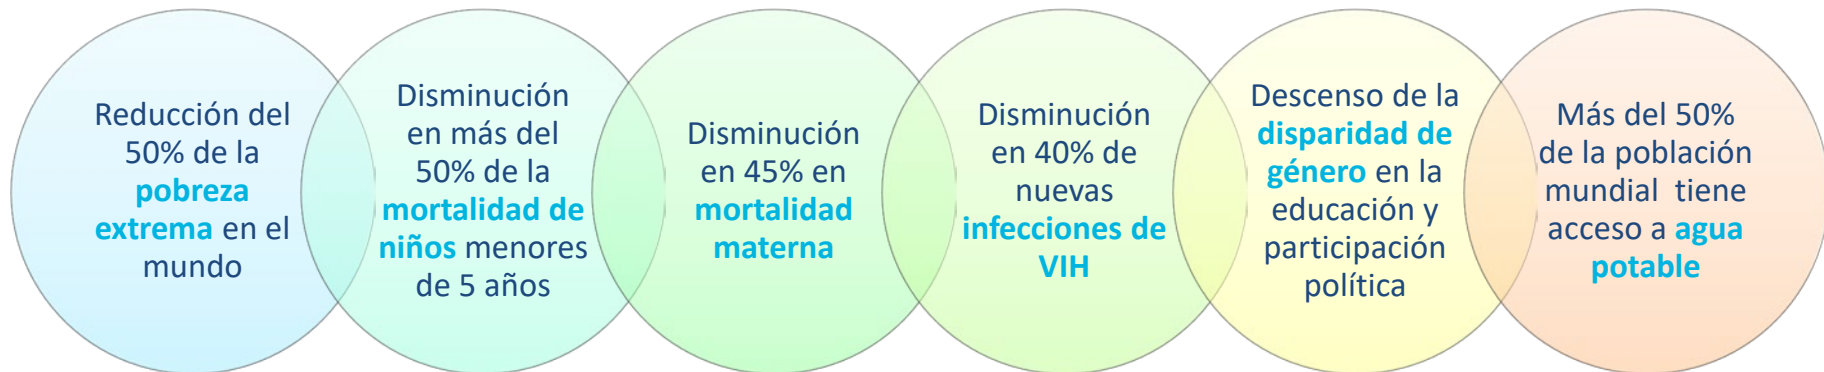 Reducción del
50% de la
pobreza
extrema en el
mundo
Disminución
en más del
50% de la
mortalidad de
niños menores
de 5 años
Disminución
en 45% en
mortalidad
materna
Disminución
en 40% de
nuevas
infecciones de
VIH
Descenso de la
disparidad de
género en la
educación y
participación
política
Más del 50%
de la población
mundial  tiene
acceso a agua
potable